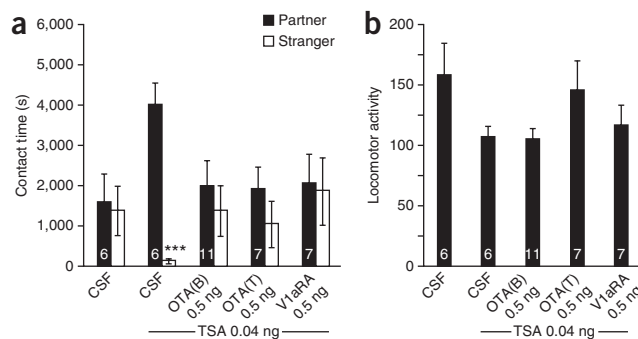 a
6,000
5,000
4,000
3,000
2,000
1,000
0
Contact time (s)
Partner
Stranger
***
6
6
11
7
7
CSF
CSF
OTA(B)
0.5 ng
OTA(T)
0.5 ng
V1aRA
0.5 ng
TSA 0.04 ng
b
200
150
100
50
0
Locomotor activity
6
6
11
7
7
CSF
CSF
OTA(B)
0.5 ng
OTA(T)
0.5 ng
V1aRA
0.5 ng
TSA 0.04 ng